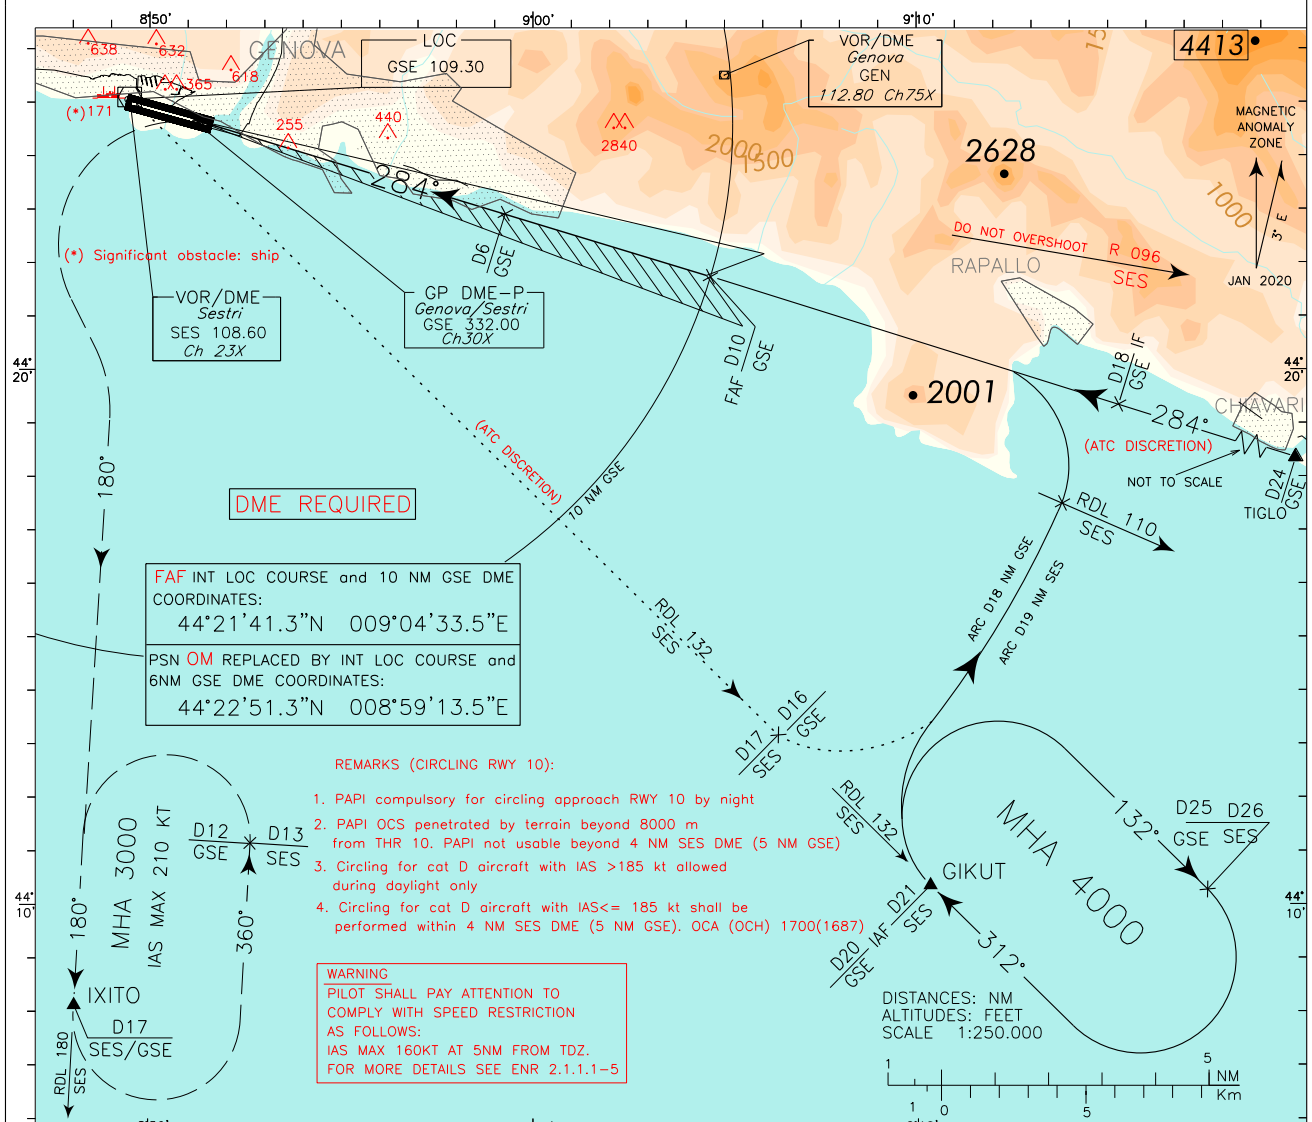 8°50'
9°00'
9°10'
638
632
618
365
(*)171
GENOVA
LOC
GSE 109.30
VOR/DME
Genova
GEN
112.80 Ch75X
4413
MAGNETIC
ANOMALY
ZONE
3° E
JAN 2020
255
440
2840
2000
1500
2628
1000
284°
DO NOT OVERSHOOT
R 096
SES
RAPALLO
(*) Significant obstacle: ship
D6
GSE
VOR/DME
Sestri
SES 108.60
Ch 23X
GP DME-P
Genova/Sestri
GSE 332.00
Ch30X
FAF D10
GSE
44°
20'
44°
20'
2001
D18 IF
GSE
284°
CHIAVARI
(ATC DISCRETION)
NOT TO SCALE
D24
GSE
TIGLO
180°
(ATC DISCRETION)
10 NM GSE
DME REQUIRED
RDL 110
SES
FAF INT LOC COURSE and 10 NM GSE DME
COORDINATES:
44°21'41.3"N 009°04'33.5"E
PSN OM REPLACED BY INT LOC COURSE and
6NM GSE DME COORDINATES:
44°22'51.3"N 008°59'13.5"E
ARC D18 NM GSE
ARC D19 NM SES
RDL 132
SES
D16
GSE
D17
SES
REMARKS (CIRCLING RWY 10):
1. PAPI compulsory for circling approach RWY 10 by night
2. PAPI OCS penetrated by terrain beyond 8000 m
from THR 10. PAPI not usable beyond 4 NM SES DME (5 NM GSE)
3. Circling for cat D aircraft with IAS >185 kt allowed
during daylight only
4. Circling for cat D aircraft with IAS<= 185 kt shall be
performed within 4 NM SES DME (5 NM GSE). OCA (OCH) 1700(1687)
RDL 132
SES
MHA 4000
132°
312°
D25
GSE
D26
SES
GIKUT
D21
SES
D20 IAF
GSE
44°
10'
44°
10'
MHA 3000
IAS MAX 210 KT
D12
GSE
D13
SES
180°
360°
IXITO
D17
SES/GSE
RDL 180
SES
WARNING
PILOT SHALL PAY ATTENTION TO
COMPLY WITH SPEED RESTRICTION
AS FOLLOWS:
IAS MAX 160KT AT 5NM FROM TDZ.
FOR MORE DETAILS SEE ENR 2.1.1.1-5
DISTANCES: NM
ALTITUDES: FEET
SCALE 1:250.000
1
5
NM
Km
1
0
5